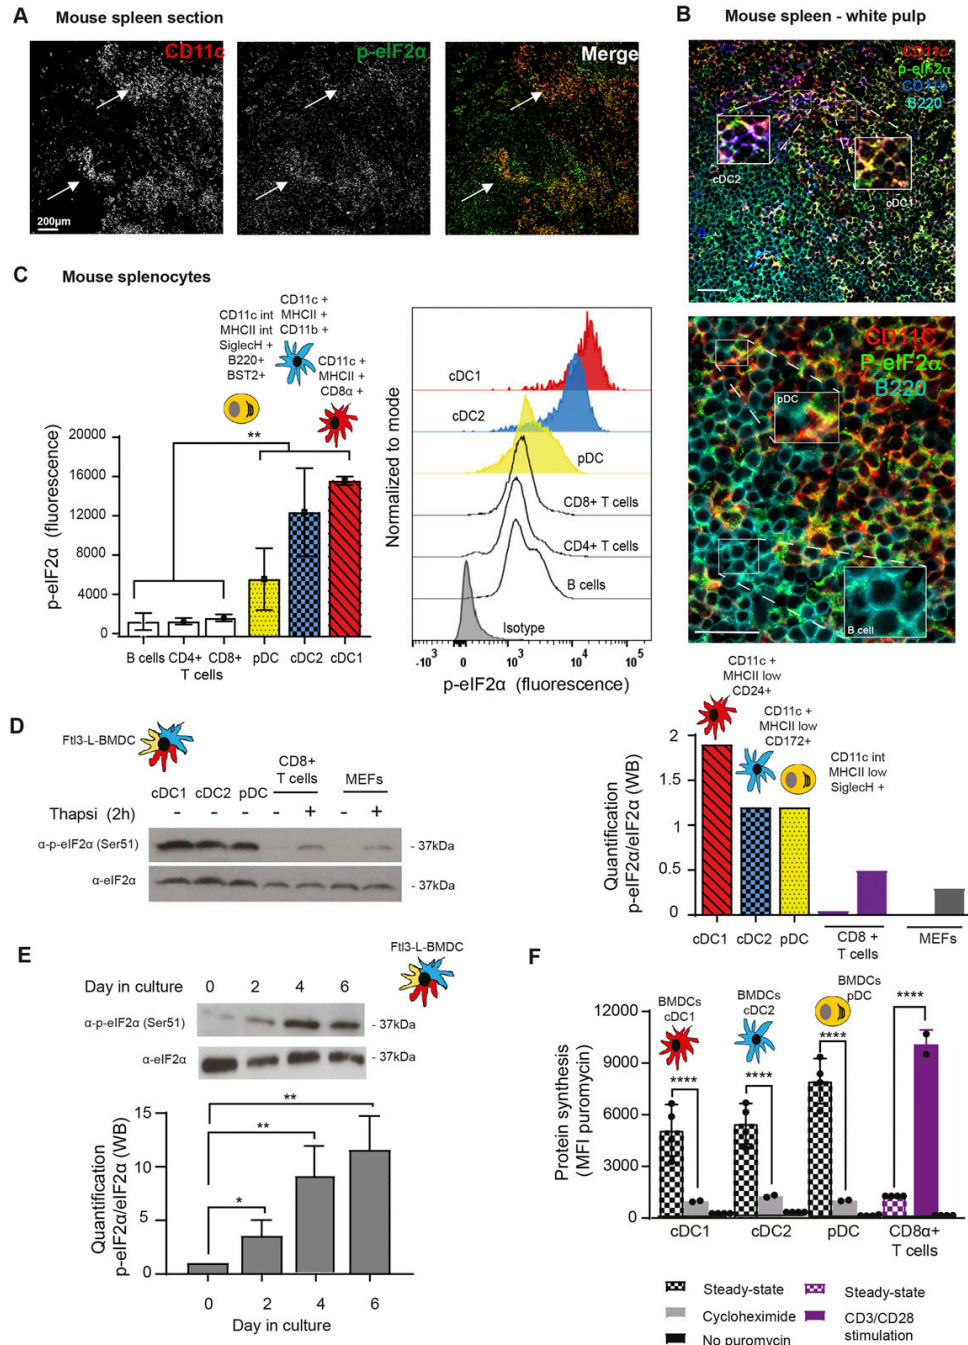 A Mouse spleen section
CD11c
p-eIF2α
Merge
200µm
B Mouse spleen - white pulp
CD11c
p-eIF2α
CD11b
B220
cDC2
cDC1
CD11C
P-eIF2α
B220
pDC
B cell
C Mouse splenocytes
CD11c int
MHCII int
SiglecH +
B220+
BST2+
CD11c +
MHCII +
CD11b +
CD11c +
MHCII +
CD8α +
**
p-eIF2α (fluorescence)
20000
16000
12000
8000
4000
0
B cells CD4+ CD8+ pDC cDC2 cDC1
T cells
Normalized to mode
cDC1
cDC2
pDC
CD8+ T cells
CD4+ T cells
B cells
Isotype
-10³ 0 10³ 10⁴ 10⁵
p-eIF2α (fluorescence)
D
Ftl3-L-BMDC
cDC1 cDC2 pDC CD8+ T cells MEFs
Thapsi (2h) - - - - + - +
α-p-eIF2α (Ser51) - 37kDa
α-eIF2α - 37kDa
CD11c +
MHCII low
CD24+
CD11c +
MHCII low
CD172+
CD11c int
MHCII low
SiglecH +
Quantification
p-eIF2α/eIF2α (WB)
2
1.5
1
0.5
0
cDC1 cDC2 pDC CD8 + MEFs
T cells
E
Ftl3-L-BMDC
Day in culture 0 2 4 6
α-p-eIF2α (Ser51) - 37kDa
α-eIF2α - 37kDa
Quantification
p-eIF2α/eIF2α (WB)
15
10
5
0
*
**
**
0 2 4 6
Day in culture
F
BMDCs
cDC1
BMDCs
cDC2
BMDCs
pDC
****
****
****
****
Protein synthesis
(MFI puromycin)
12000
9000
6000
3000
0
cDC1 cDC2 pDC CD8α+
T cells
Steady-state
Cycloheximide
No puromycin
Steady-state
CD3/CD28
stimulation